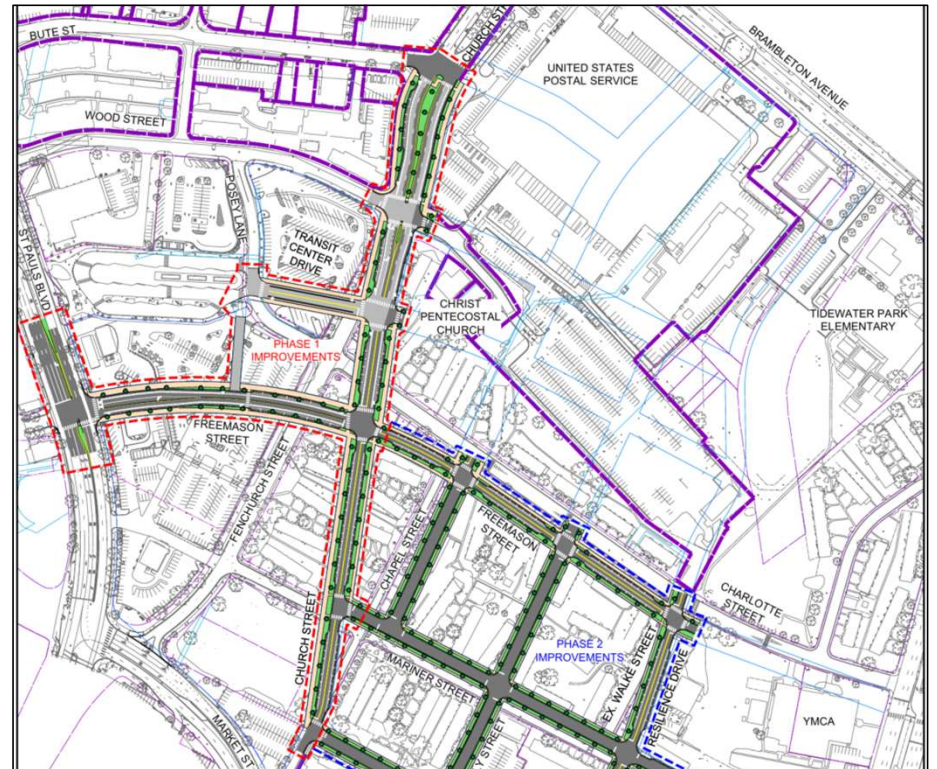 BUTE ST
CHURCH ST
BRAMBLETON AVENUE
UNITED STATES
POSTAL SERVICE
WOOD STREET
POSEY LANE
ST PAULS BLVD
TRANSIT
CENTER
DRIVE
CHRIST
PENTECOSTAL
CHURCH
TIDEWATER PARK
ELEMENTARY
PHASE 1
IMPROVEMENTS
FREEMASON
STREET
FENCHURCH STREET
CHAPEL STREET
FREEMASON
STREET
CHARLOTTE
STREET
CHURCH STREET
PHASE 2
IMPROVEMENTS
MARINER STREET
EX. WALKE STREET
RESILIENCE DRIVE
MARKET ST
YMCA